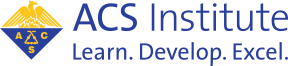 ACS Institute
Learn. Develop. Excel.
A C S